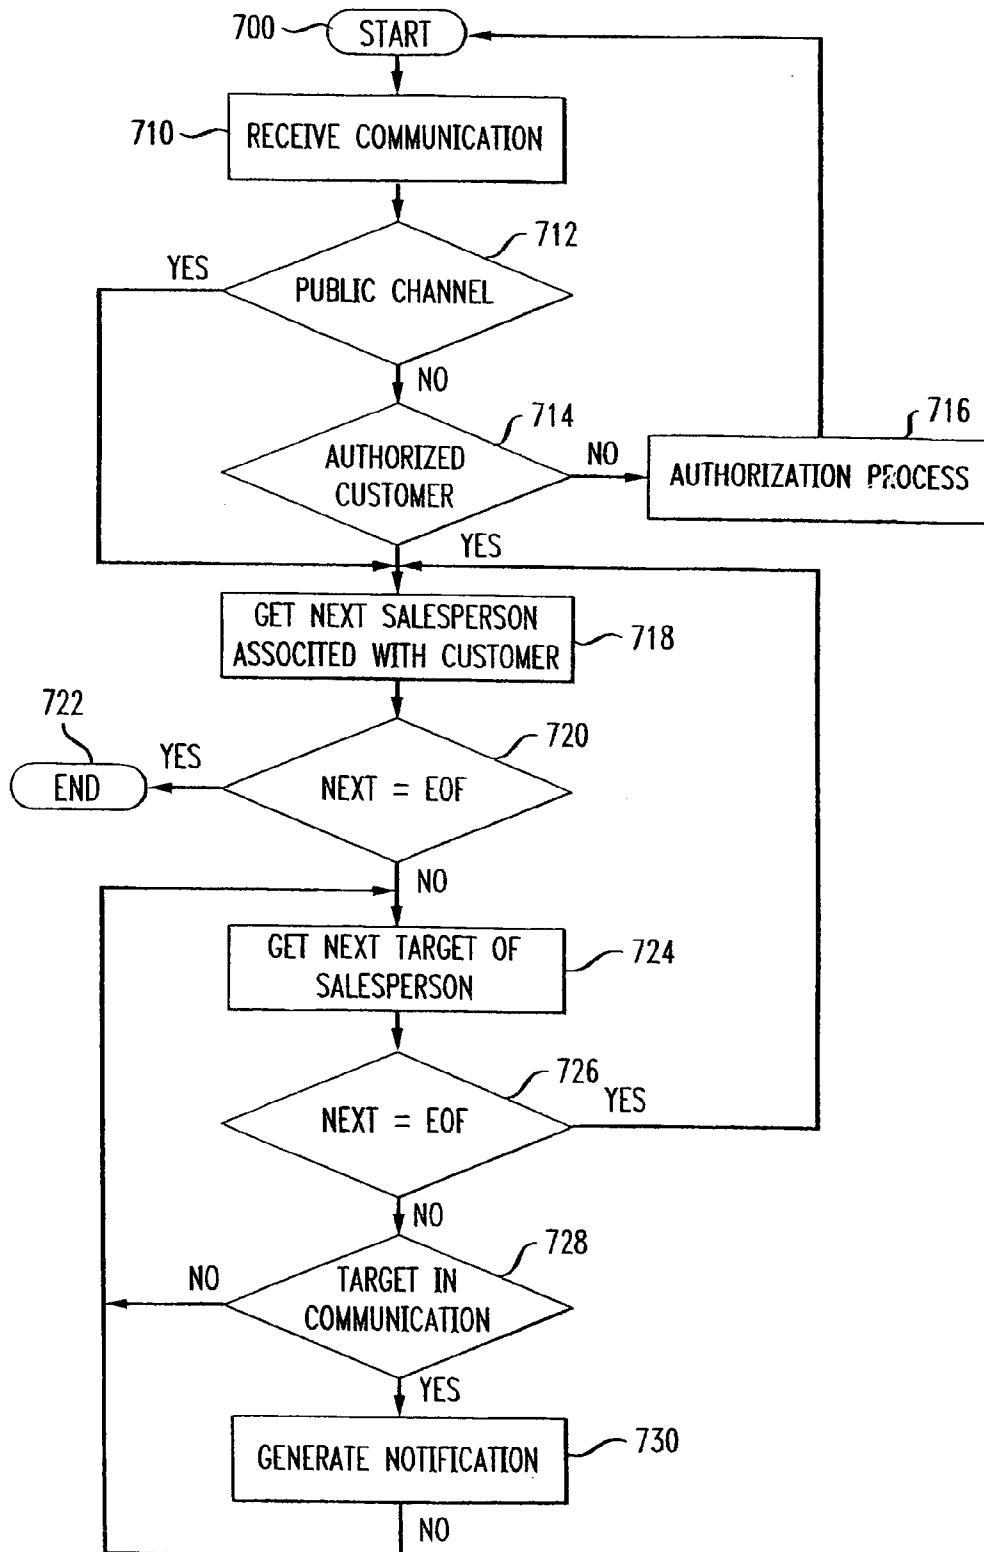 700
START
710
RECEIVE COMMUNICATION
712
YES
PUBLIC CHANNEL
NO
714
716
AUTHORIZED
CUSTOMER
NO
AUTHORIZATION PROCESS
YES
GET NEXT SALESPERSON
ASSOCITED WITH CUSTOMER
718
722
720
YES
END
NEXT = EOF
NO
GET NEXT TARGET OF
SALESPERSON
724
726
YES
NEXT = EOF
NO
728
NO
TARGET IN
COMMUNICATION
YES
GENERATE NOTIFICATION
730
NO